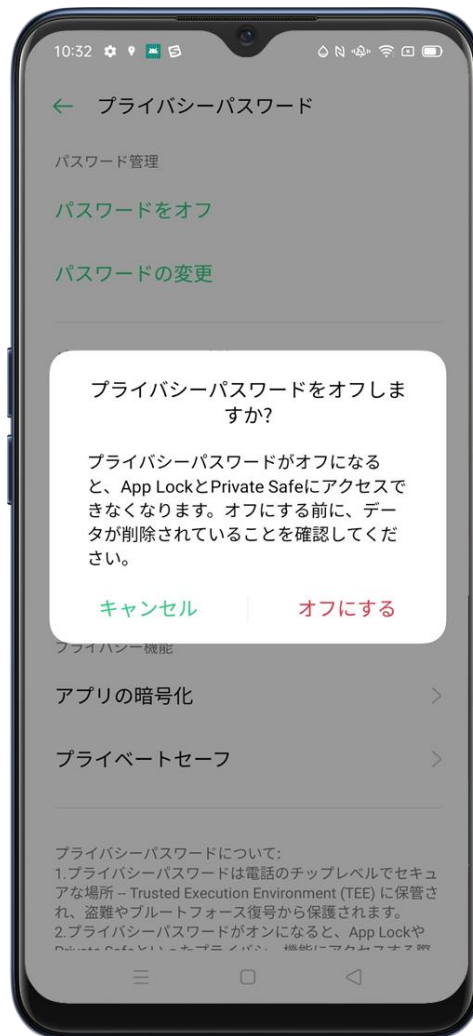 10:32
プライバシーパスワード
パスワード管理
パスワードをオフ
パスワードの変更
プライバシーパスワードをオフしま
すか?
プライバシーパスワードがオフになる
と、App LockとPrivate Safeにアクセスで
きなくなります。オフにする前に、デー
タが削除されていることを確認してくだ
さい。
キャンセル
オフにする
プライバシー機能
アプリの暗号化
プライベートセーフ
プライバシーパスワードについて:
1.プライバシーパスワードは電話のチップレベルでセキュ
アな場所 – Trusted Execution Environment (TEE) に保管さ
れ、盗難やブルートフォース復号から保護されます。
2.プライバシーパスワードがオンになると、App Lockや